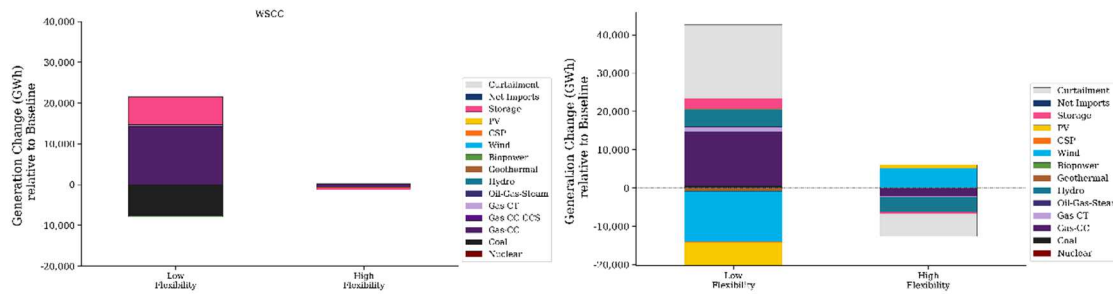 WSCC
Generation Change (GWh)
relative to Baseline
40,000
30,000
20,000
10,000
0
10,000
-20,000
Low
Flexibility
High
Flexibility
Curtailment
Net Imports
Storage
PV
CSP
Wind
Biopower
Geothermal
Hydro
Oil-Gas-Steam
Gas CT
Gas CC CCS
Gas-CC
Coal
Nuclear
Generation Change (GWh)
relative to Baseline
40,000
30,000
20,000
10,000
0
-10,000
-20,000
Low
Flexibility
High
Flexibility
Curtailment
Net Imports
Storage
PV
CSP
Wind
Biopower
Geothermal
Hydro
Oil-Gas-Steam
Gas CT
Gas-CC
Coal
Nuclear